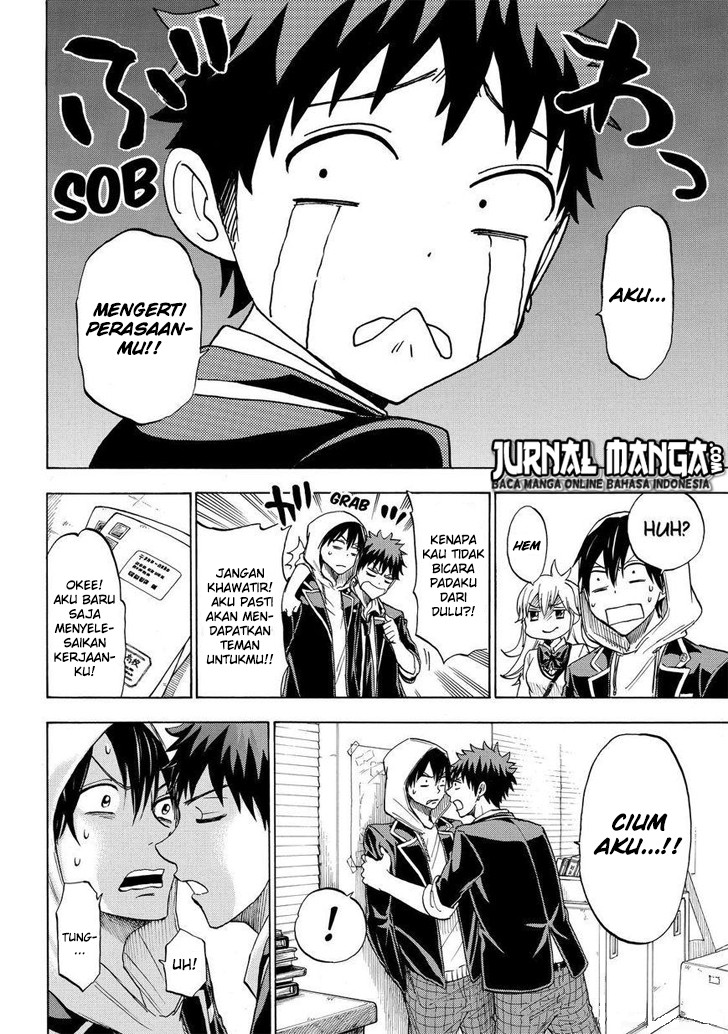 わっ
AKU...
ぶ
SOB
MENGERTI
PERASAAN-
MU!!
JURNAL MANGA
.COM
BACA MANGA ONLINE BAHASA INDONESIA
HUH?
HEM
KENAPA
KAU TIDAK
BICARA
PADAKU
DARI
DULU?!
ガ
GRAB
JANGAN
KHAWATIR!
AKU PASTI
AKAN MEN-
DAPATKAN
TEMAN
UNTUKMU!!
OKEE!
AKU BARU
SAJA
MENYELE-
SAIKAN
KERJAAN-
KU!
CIUM
AKU...!!
!
UH!
TUNG-
...